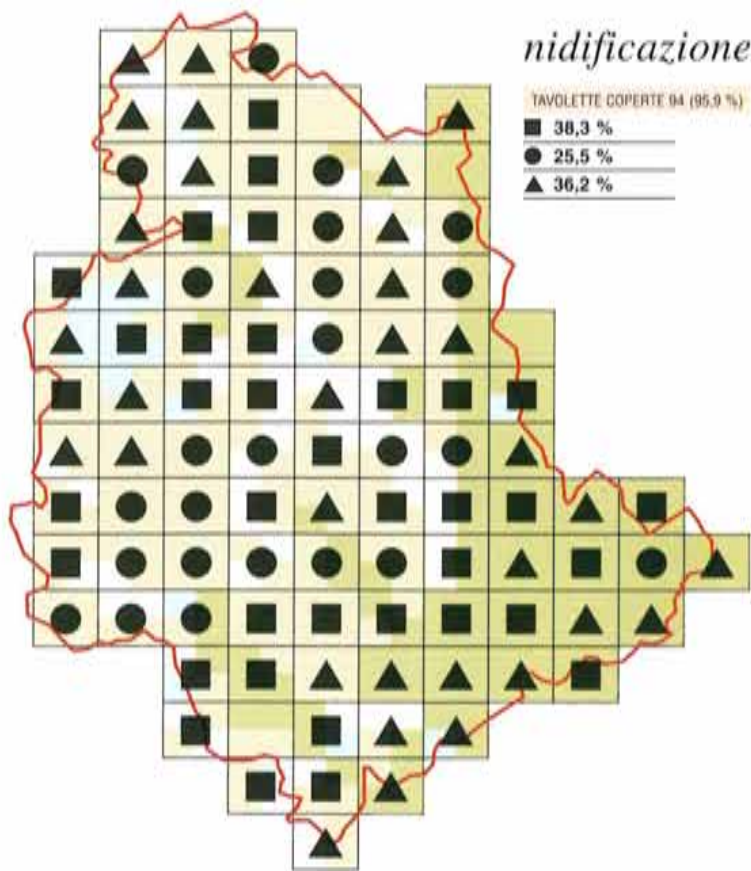 nidificazione
TAVOLETTE COPERTE 94 (95,9 %)
■ 38,3 %
● 25,5 %
▲ 36,2 %